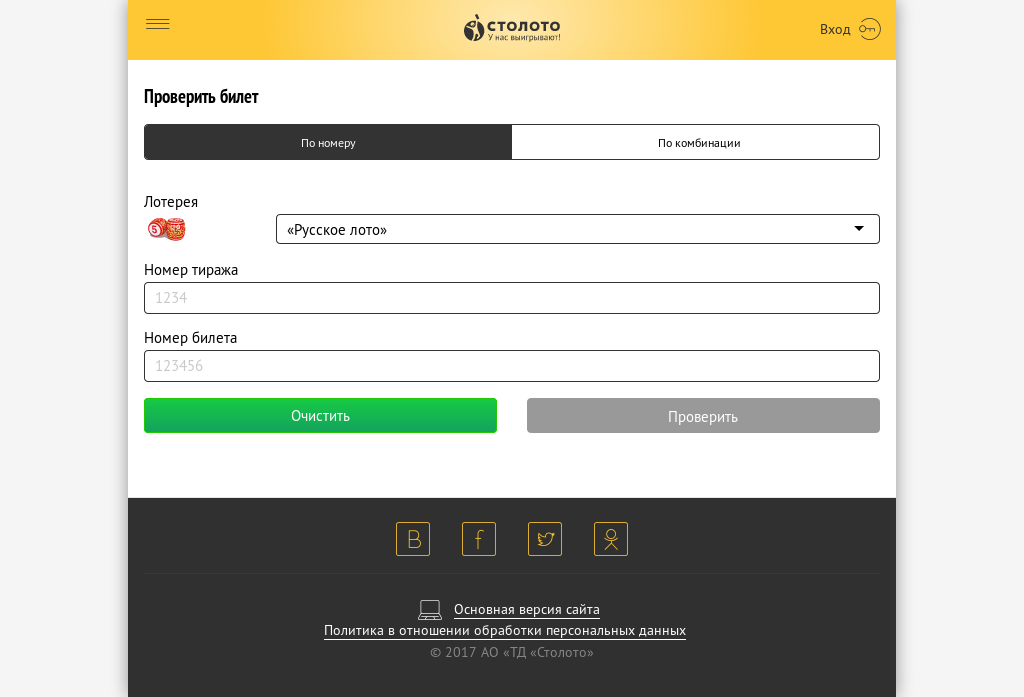 столото
У нас выигрывают!
Вход
Проверить билет
По номеру
По комбинации
Лотерея
5
«Русское лото»
Номер тиража
1234
Номер билета
123456
Очистить
Проверить
Основная версия сайта
Политика в отношении обработки персональных данных
© 2017 АО «ТД «Столото»